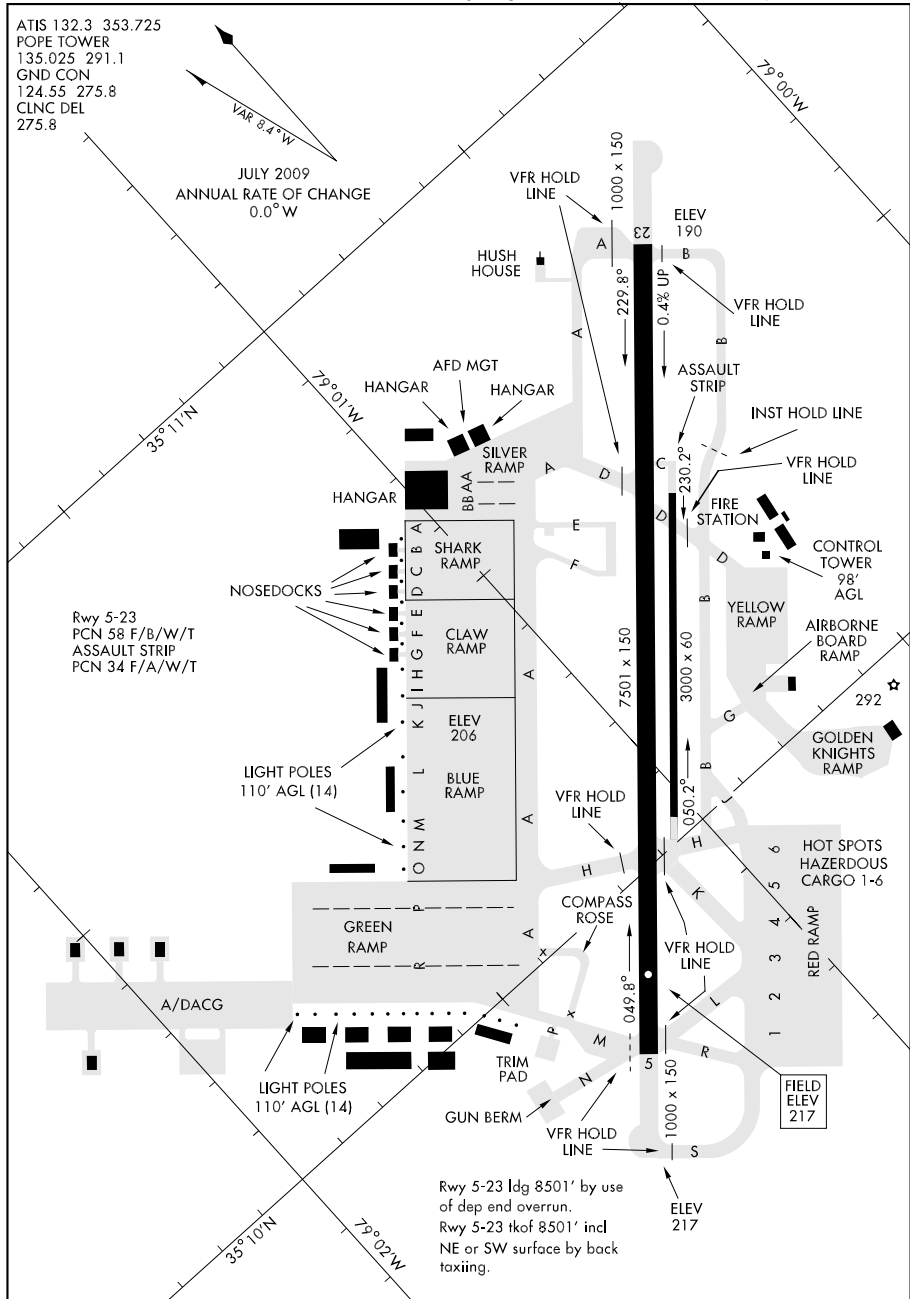 ATIS 132.3 353.725
POPE TOWER
135.025 291.1
GND CON
124.55 275.8
CLNC DEL
275.8
VAR 8.4° W
JULY 2009
ANNUAL RATE OF CHANGE
0.0° W
79°00'W
VFR HOLD
LINE
1000 x 150
ELEV
190
23
A
B
HUSH
HOUSE
229.8°
0.4% UP
VFR HOLD
LINE
A
B
ASSAULT
STRIP
35°11'N
79°01'W
AFD MGT
HANGAR
HANGAR
SILVER
RAMP
INST HOLD LINE
VFR HOLD
LINE
A
D
C
230.2°
HANGAR
BB
AA
FIRE
STATION
E
F
D
D
CONTROL
TOWER
98'
AGL
A
B
C
D
E
F
G
H
I
J
K
L
M
N
O
SHARK
RAMP
NOSEDOCKS
CLAW
RAMP
A
B
YELLOW
RAMP
AIRBORNE
BOARD
RAMP
Rwy 5-23
PCN 58 F/B/W/T
ASSAULT STRIP
PCN 34 F/A/W/T
7501 x 150
3000 x 60
292
ELEV
206
G
GOLDEN
KNIGHTS
RAMP
BLUE
RAMP
LIGHT POLES
110' AGL (14)
VFR HOLD
LINE
050.2°
B
J
A
H
H
K
6
5
4
3
2
1
HOT SPOTS
HAZERDOUS
CARGO 1-6
RED RAMP
COMPASS
ROSE
P
GREEN
RAMP
R
A
x
x
P
049.8°
VFR HOLD
LINE
L
A/DACG
M
N
R
5
TRIM
PAD
LIGHT POLES
110' AGL (14)
GUN BERM
VFR HOLD
LINE
1000 x 150
FIELD
ELEV
217
S
ELEV
217
Rwy 5-23 ldg 8501' by use
of dep end overrun.
Rwy 5-23 tkof 8501' incl
NE or SW surface by back
taxiing.
35°10'N
79°02'W